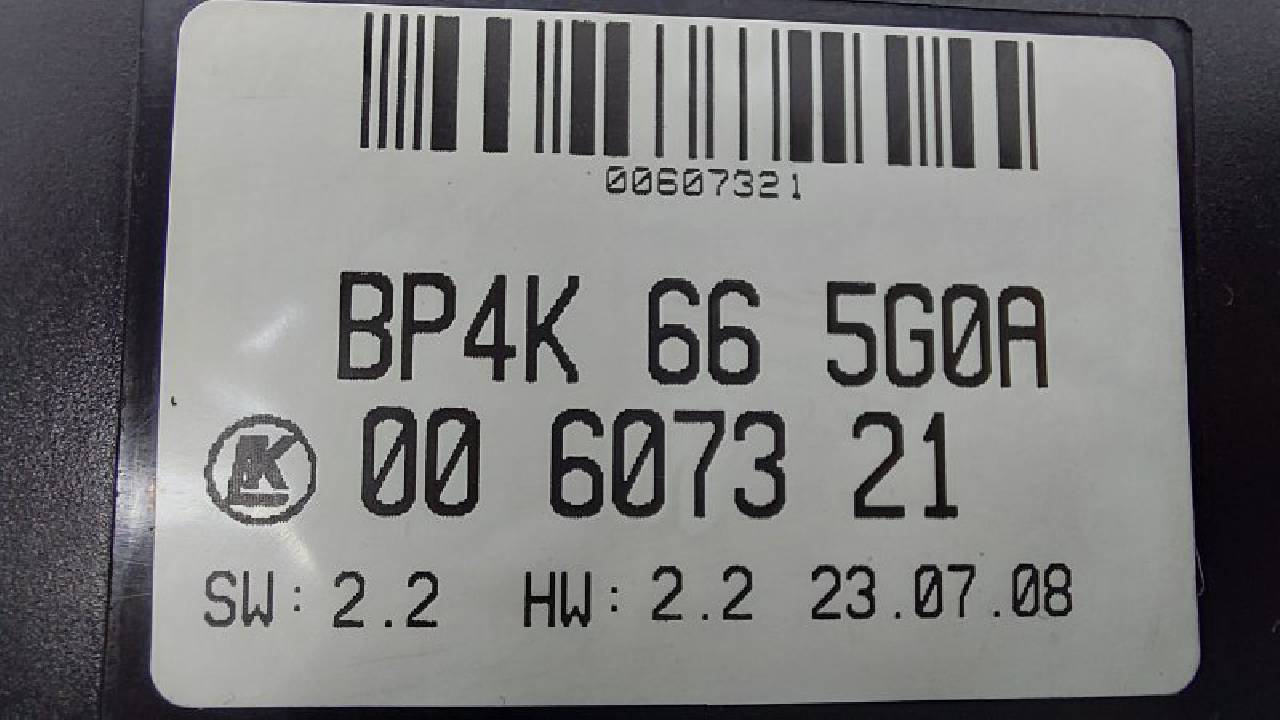 00607321
BP4K 66 5G0A
00 6073 21
SW: 2.2 HW: 2.2 23.07.08